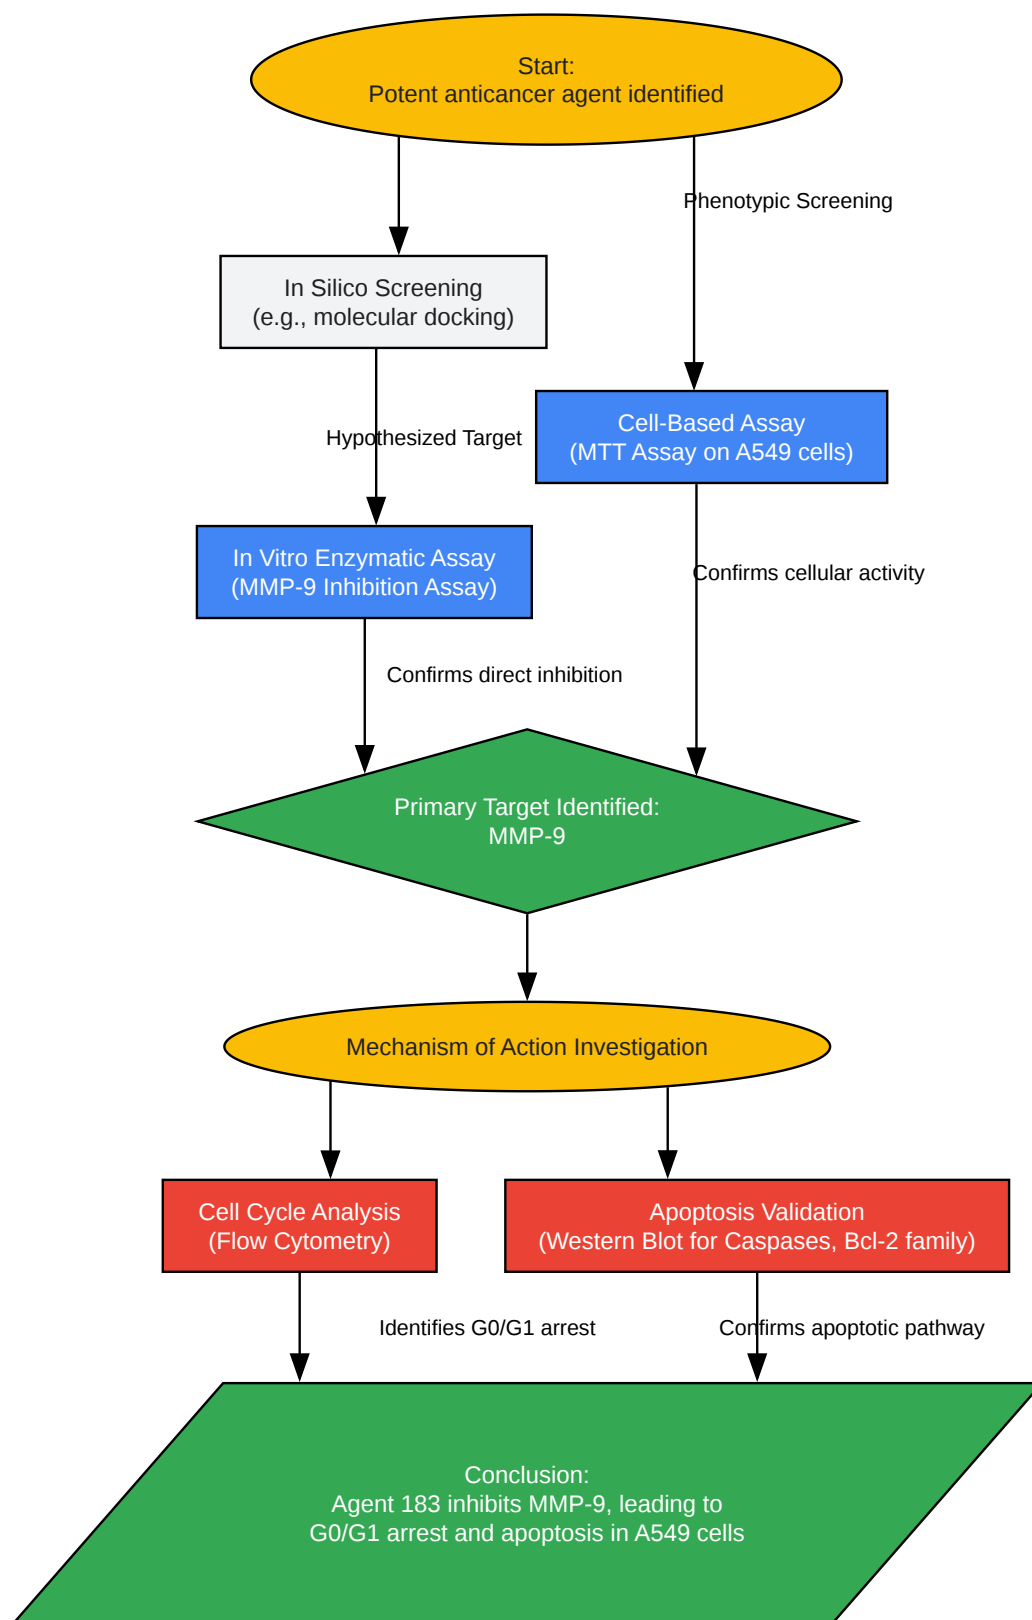 Start:
Potent anticancer agent identified
Phenotypic Screening
In Silico Screening
(e.g., molecular docking)
Hypothesized Target
Cell-Based Assay
(MTT Assay on A549 cells)
In Vitro Enzymatic Assay
(MMP-9 Inhibition Assay)
Confirms cellular activity
Confirms direct inhibition
Primary Target Identified:
MMP-9
Mechanism of Action Investigation
Cell Cycle Analysis
(Flow Cytometry)
Apoptosis Validation
(Western Blot for Caspases, Bcl-2 family)
Identifies G0/G1 arrest
Confirms apoptotic pathway
Conclusion:
Agent 183 inhibits MMP-9, leading to
G0/G1 arrest and apoptosis in A549 cells